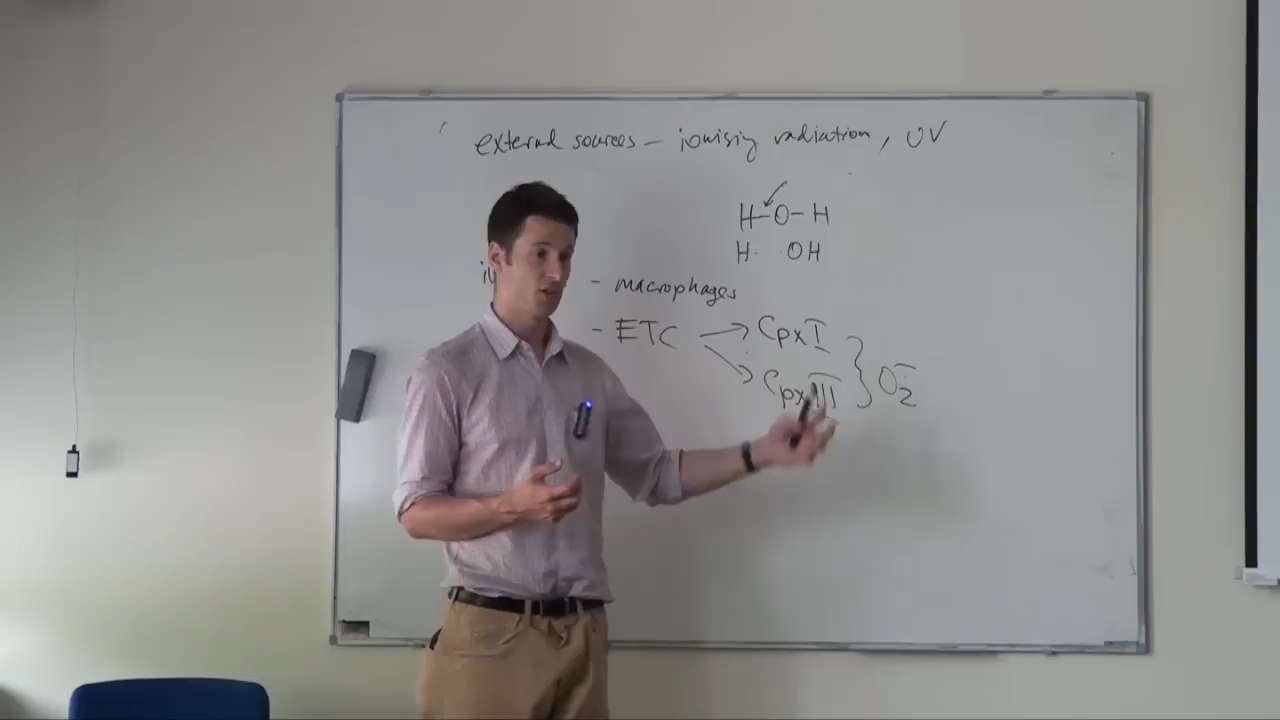 external sources – ionising radiation, UV
H–O–H
H· ·OH
- macrophages
- ETC → CpxI
→ CpxIII } O₂·⁻